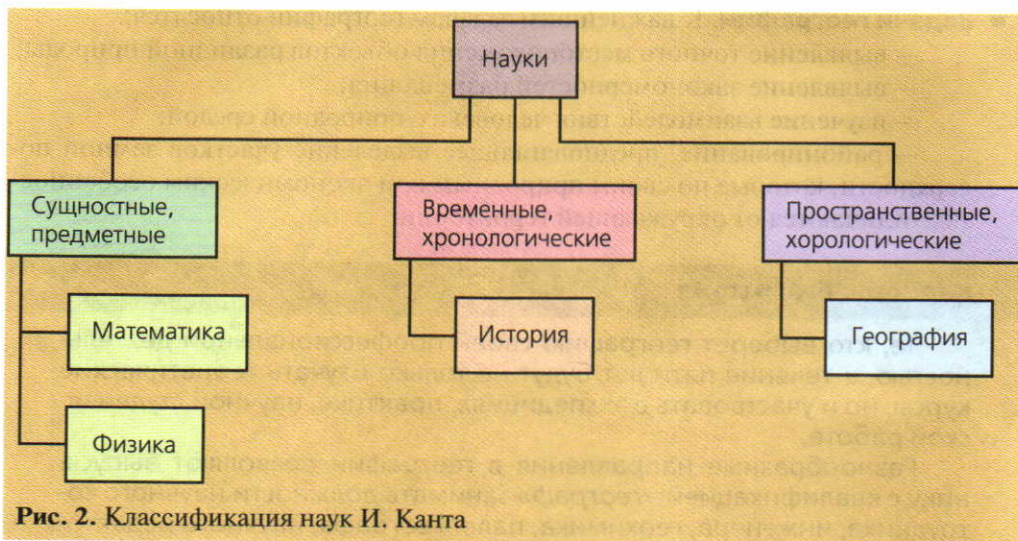 Науки
Сущностные,
предметные
Временные,
хронологические
Пространственные,
хорологические
Математика
История
География
Физика
Рис. 2. Классификация наук И. Канта